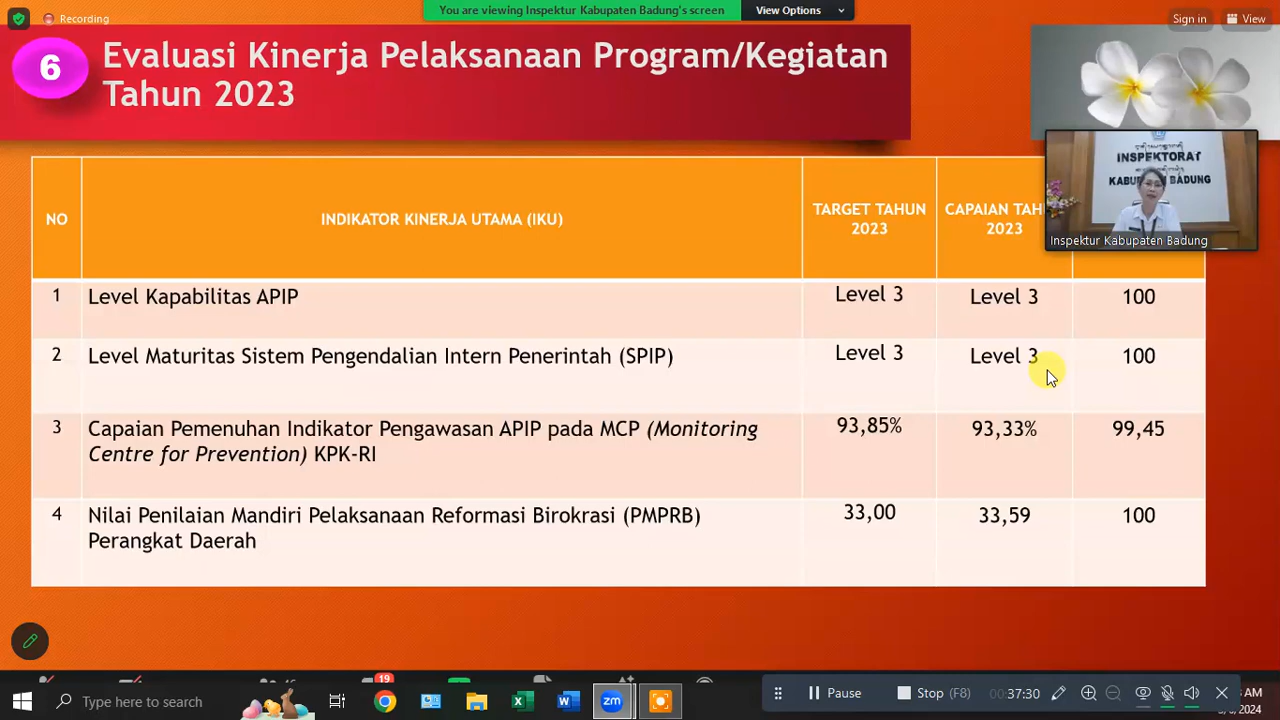 Recording
You are viewing Inspektur Kabupaten Badung's screen
View Options
Sign in
View
6
Evaluasi Kinerja Pelaksanaan Program/Kegiatan
Tahun 2023
INSPEKTORAT
KABUPATEN BADUNG
Inspektur Kabupaten Badung
NO
INDIKATOR KINERJA UTAMA (IKU)
TARGET TAHUN
2023
CAPAIAN
2023
1
Level Kapabilitas APIP
Level 3
Level 3
100
2
Level Maturitas Sistem Pengendalian Intern Penerintah (SPIP)
Level 3
Level 3
100
3
Capaian Pemenuhan Indikator Pengawasan APIP pada MCP (Monitoring
Centre for Prevention) KPK-RI
93,85%
93,33%
99,45
4
Nilai Penilaian Mandiri Pelaksanaan Reformasi Birokrasi (PMPRB)
Perangkat Daerah
33,00
33,59
100
19
Type here to search
zm
Pause
Stop (F8)
00:37:30
AM
2024